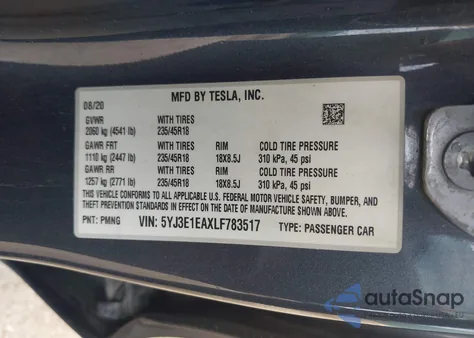 MFD BY TESLA, INC.
08/20
GVWR WITH TIRES
2060 kg (4541 lb) 235/45R18
GAWR FRT WITH TIRES RIM COLD TIRE PRESSURE
1110 kg (2447 lb) 235/45R18 18X8.5J 310 kPa, 45 psi
GAWR RR WITH TIRES RIM COLD TIRE PRESSURE
1257 kg (2771 lb) 235/45R18 18X8.5J 310 kPa, 45 psi
THIS VEHICLE CONFORMS TO ALL APPLICABLE U.S. FEDERAL MOTOR VEHICLE SAFETY, BUMPER, AND
THEFT PREVENTION STANDARDS IN EFFECT ON THE DATE OF MANUFACTURE SHOWN ABOVE.
PNT: PMNG VIN: 5YJ3E1EAXLF783517 TYPE: PASSENGER CAR
autoSnap